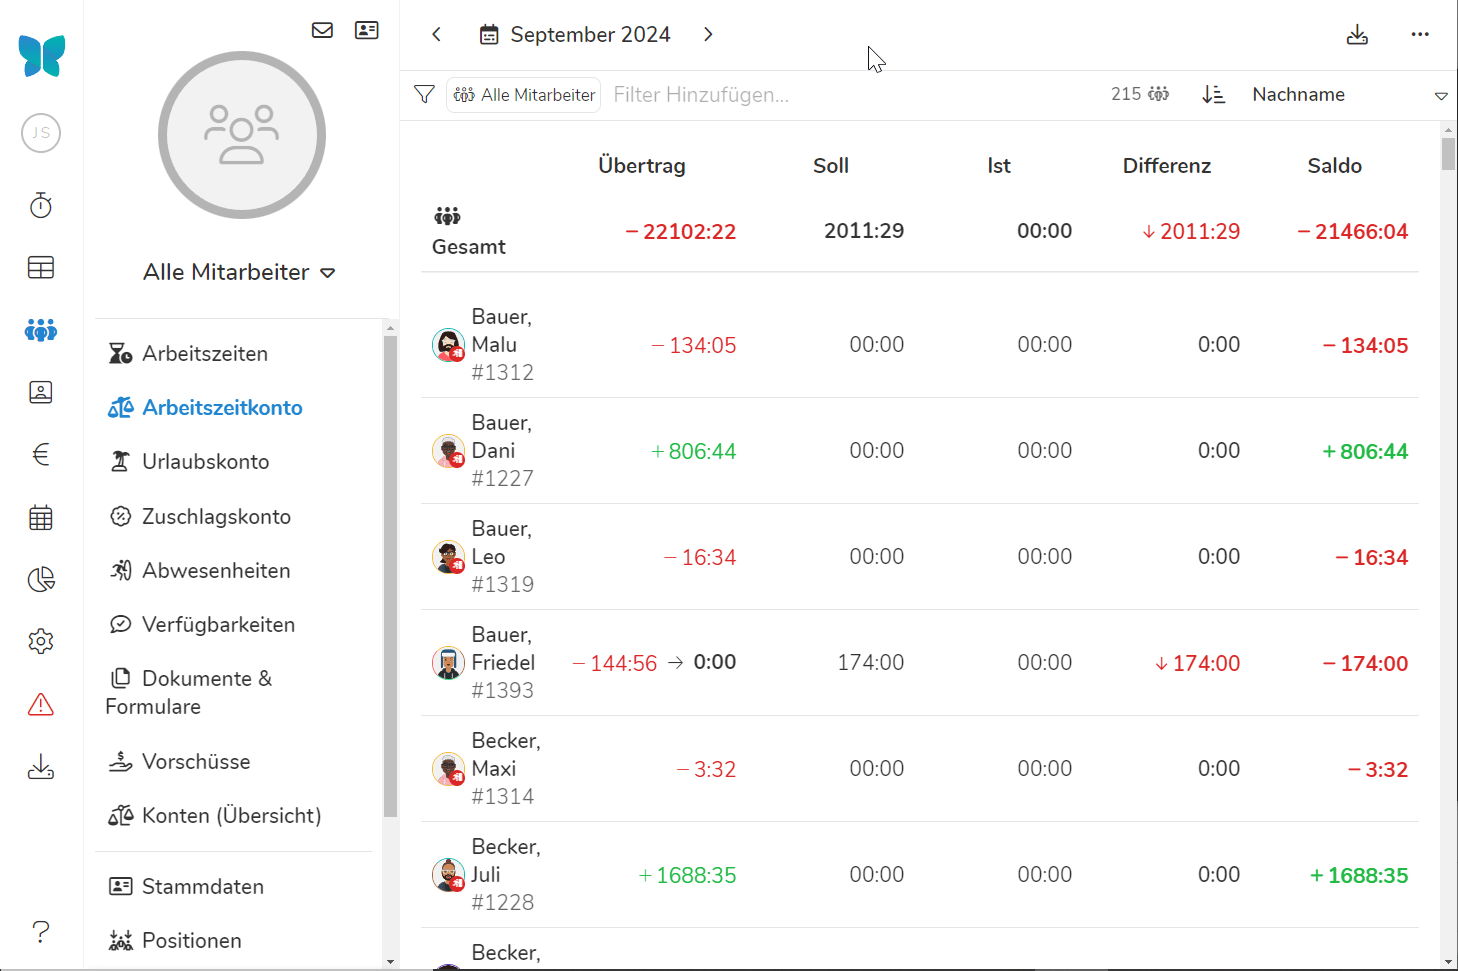 September 2024
JS
Alle Mitarbeiter
Filter Hinzufügen...
215
Nachname
Alle Mitarbeiter
Arbeitszeiten
Arbeitszeitkonto
Urlaubskonto
Zuschlagskonto
Abwesenheiten
Verfügbarkeiten
Dokumente &
Formulare
Vorschüsse
Konten (Übersicht)
Stammdaten
Positionen
?
Übertrag Soll Ist Differenz Saldo
Gesamt − 22102:22 2011:29 00:00 ↓ 2011:29 − 21466:04
Bauer,
Malu − 134:05 00:00 00:00 0:00 − 134:05
#1312
Bauer,
Dani + 806:44 00:00 00:00 0:00 + 806:44
#1227
Bauer,
Leo − 16:34 00:00 00:00 0:00 − 16:34
#1319
Bauer,
Friedel − 144:56 → 0:00 174:00 00:00 ↓ 174:00 − 174:00
#1393
Becker,
Maxi − 3:32 00:00 00:00 0:00 − 3:32
#1314
Becker,
Juli + 1688:35 00:00 00:00 0:00 + 1688:35
#1228
Becker,